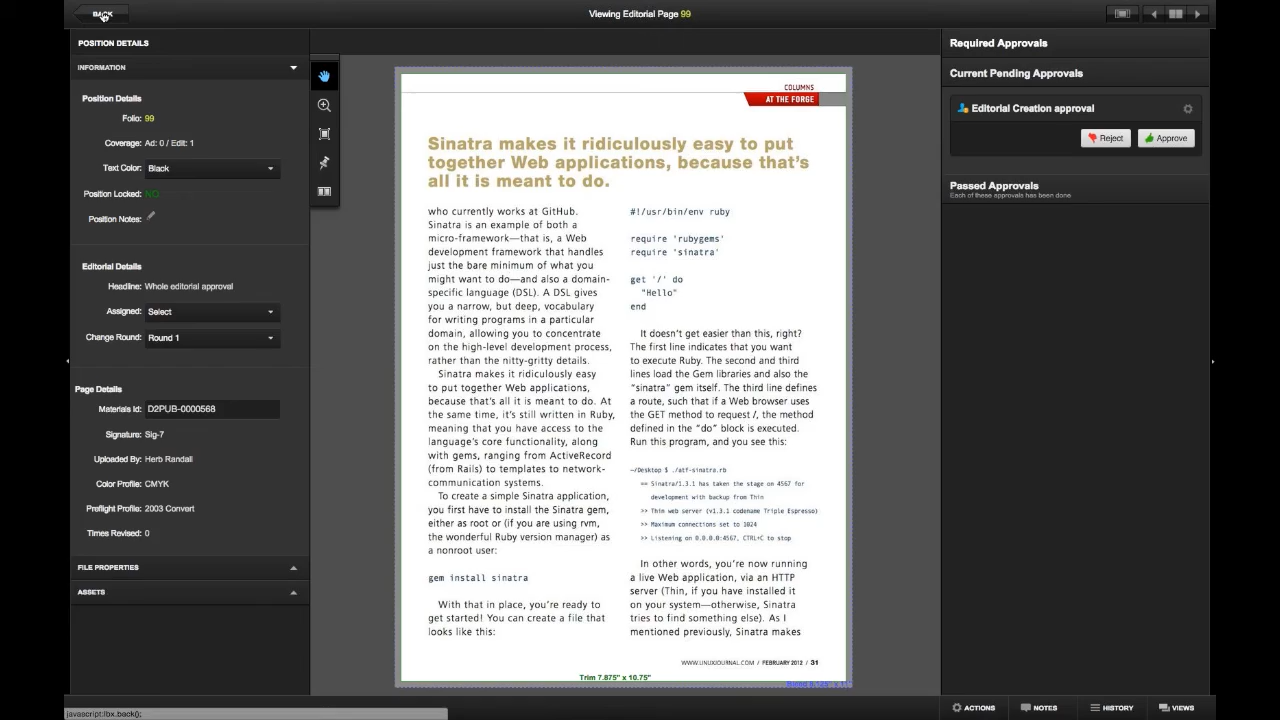 BACK
Viewing Editorial Page 99
POSITION DETAILS
INFORMATION
Position Details
Folio: 99
Coverage: Ad: 0 / Edit: 1
Text Color: Black
Position Locked: NO
Position Notes:
Editorial Details
Headline: Whole editorial approval
Assigned: Select
Change Round: Round 1
Page Details
Materials Id: D2PUB-0000568
Signature: Sig-7
Uploaded By: Herb Randall
Color Profile: CMYK
Preflight Profile: 2003 Convert
Times Revised: 0
FILE PROPERTIES
ASSETS
javascript:fbx.back();
COLUMNS
AT THE FORGE
Sinatra makes it ridiculously easy to put
together Web applications, because that's
all it is meant to do.
who currently works at GitHub.
Sinatra is an example of both a
micro-framework—that is, a Web
development framework that handles
just the bare minimum of what you
might want to do—and also a domain-
specific language (DSL). A DSL gives
you a narrow, but deep, vocabulary
for writing programs in a particular
domain, allowing you to concentrate
on the high-level development process,
rather than the nitty-gritty details.
Sinatra makes it ridiculously easy
to put together Web applications,
because that's all it is meant to do. At
the same time, it's still written in Ruby,
meaning that you have access to the
language's core functionality, along
with gems, ranging from ActiveRecord
(from Rails) to templates to network-
communication systems.
To create a simple Sinatra application,
you first have to install the Sinatra gem,
either as root or (if you are using rvm,
the wonderful Ruby version manager) as
a nonroot user:
gem install sinatra
With that in place, you're ready to
get started! You can create a file that
looks like this:
#!/usr/bin/env ruby
require 'rubygems'
require 'sinatra'
get '/' do
"Hello"
end
It doesn't get easier than this, right?
The first line indicates that you want
to execute Ruby. The second and third
lines load the Gem libraries and also the
"sinatra" gem itself. The third line defines
a route, such that if a Web browser uses
the GET method to request /, the method
defined in the "do" block is executed.
Run this program, and you see this:
~/Desktop $ ./atf-sinatra.rb
== Sinatra/1.3.1 has taken the stage on 4567 for
development with backup from Thin
>> Thin web server (v1.3.1 codename Triple Espresso)
>> Maximum connections set to 1024
>> Listening on 0.0.0.0:4567, CTRL+C to stop
In other words, you're now running
a live Web application, via an HTTP
server (Thin, if you have installed it
on your system—otherwise, Sinatra
tries to find something else). As I
mentioned previously, Sinatra makes
WWW.LINUXJOURNAL.COM / FEBRUARY 2012 / 31
Trim 7.875" x 10.75"
Required Approvals
Current Pending Approvals
Editorial Creation approval
Reject
Approve
Passed Approvals
Each of these approvals has been done
ACTIONS
NOTES
HISTORY
VIEWS